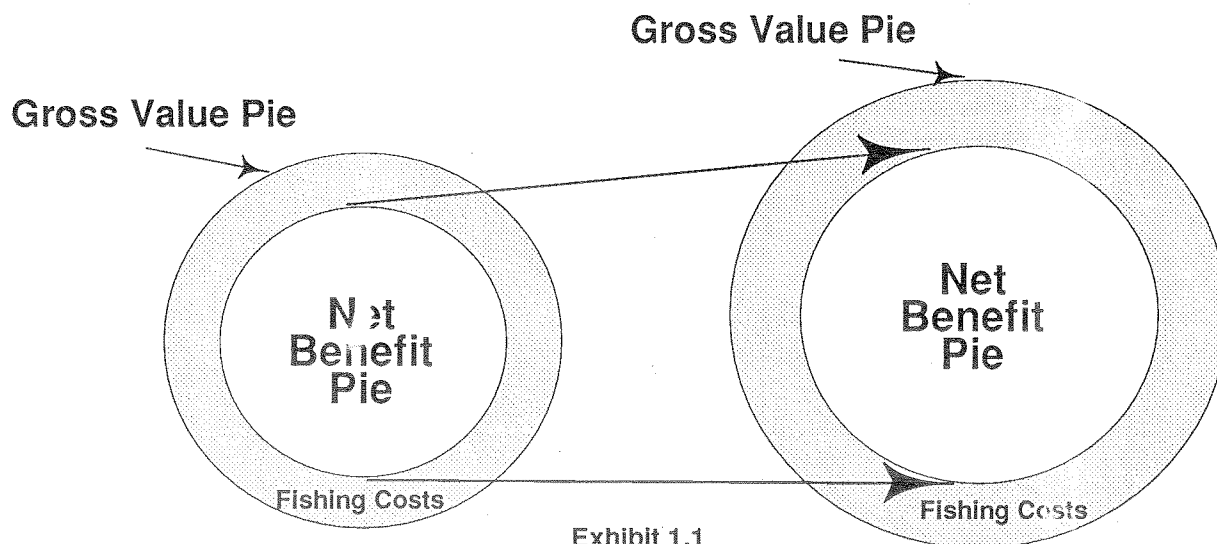 Gross Value Pie
Gross Value Pie
Net
Benefit
Pie
Net
Benefit
Pie
Fishing Costs
Fishing Costs
Exhibit 1.1